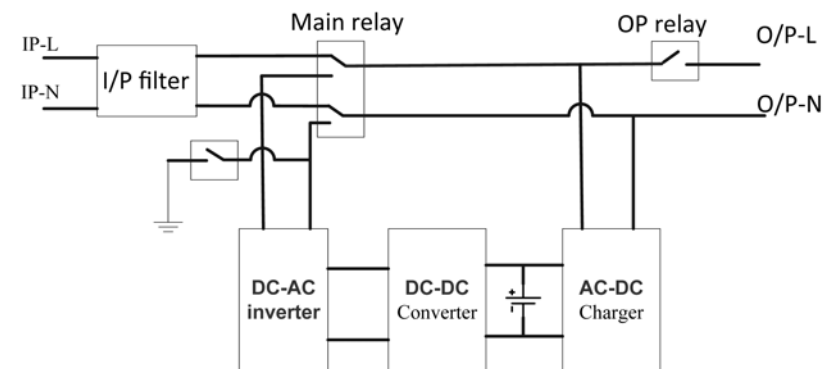 Main relay
OP relay
IP-L
O/P-L
I/P filter
IP-N
O/P-N
DC-AC
inverter
DC-DC
Converter
+
-
AC-DC
Charger